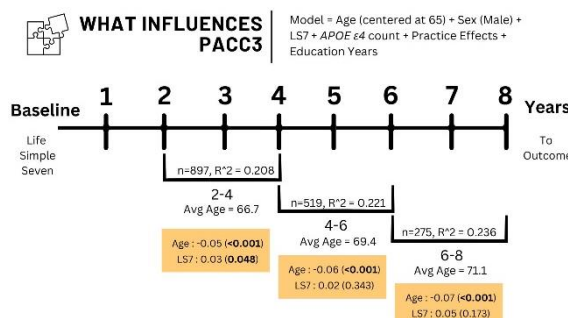 WHAT INFLUENCES
PACC3
Model = Age (centered at 65) + Sex (Male) +
LS7 + APOE ε4 count + Practice Effects +
Education Years
Baseline
1 2 3 4 5 6 7 8
Years
Life
Simple
Seven
To
Outcome
n=897, R^2 = 0.208
2-4
Avg Age = 66.7
Age : -0.05 (<0.001)
LS7 : 0.03 (0.048)
n=519, R^2 = 0.221
4-6
Avg Age = 69.4
Age : -0.06 (<0.001)
LS7 : 0.02 (0.343)
n=275, R^2 = 0.236
6-8
Avg Age = 71.1
Age : -0.07 (<0.001)
LS7 : 0.05 (0.173)